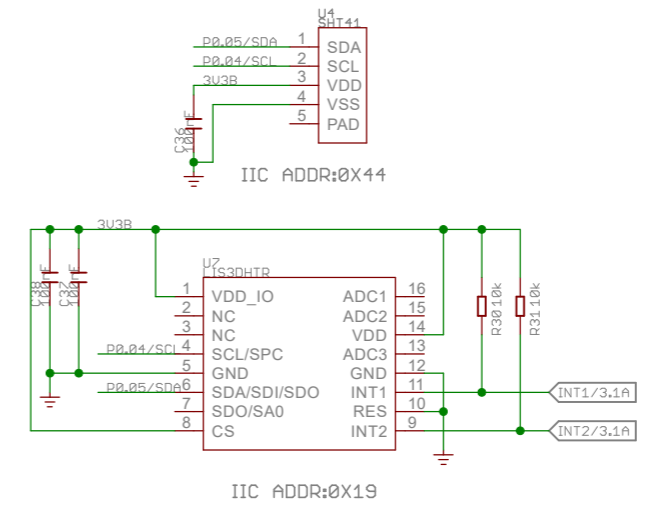 U4
SHT41
P0.05/SDA 1 SDA
P0.04/SCL 2 SCL
3V3B 3 VDD
4 VSS
5 PAD
C36
100nF
IIC ADDR:0X44
3V3B
U7
LIS3DHTR
C38
100nF
C37
100nF
1 VDD_IO ADC1 16
2 NC ADC2 15
3 NC VDD 14
P0.04/SCL 4 SCL/SPC ADC3 13
5 GND GND 12
P0.05/SDA 6 SDA/SDI/SDO INT1 11
7 SDO/SA0 RES 10
8 CS INT2 9
R30 10k
R31 10k
INT1/3.1A
INT2/3.1A
IIC ADDR:0X19